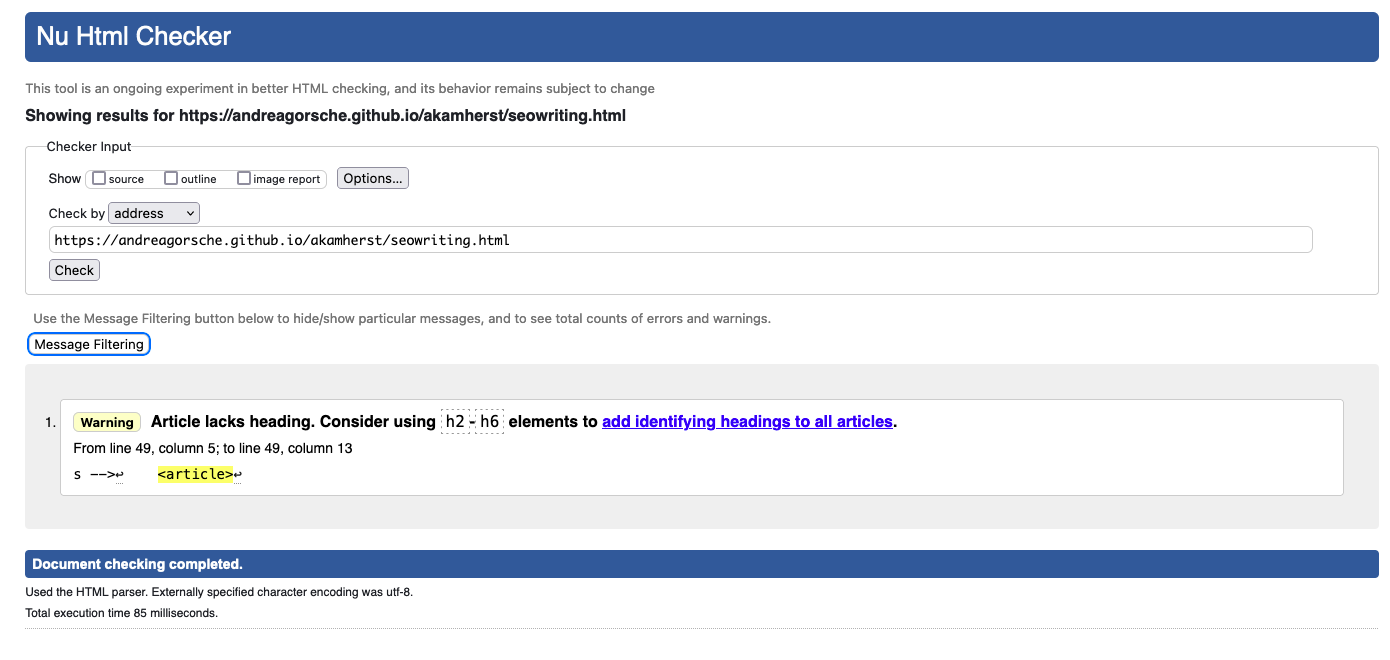 Nu Html Checker
This tool is an ongoing experiment in better HTML checking, and its behavior remains subject to change
Showing results for https://andreagorsche.github.io/akamherst/seowriting.html
Checker Input
Show source outline image report Options...
Check by address
https://andreagorsche.github.io/akamherst/seowriting.html
Check
Use the Message Filtering button below to hide/show particular messages, and to see total counts of errors and warnings.
Message Filtering
1. Warning Article lacks heading. Consider using h2-h6 elements to add identifying headings to all articles.
From line 49, column 5; to line 49, column 13
s -->↩ <article>↩
Document checking completed.
Used the HTML parser. Externally specified character encoding was utf-8.
Total execution time 85 milliseconds.